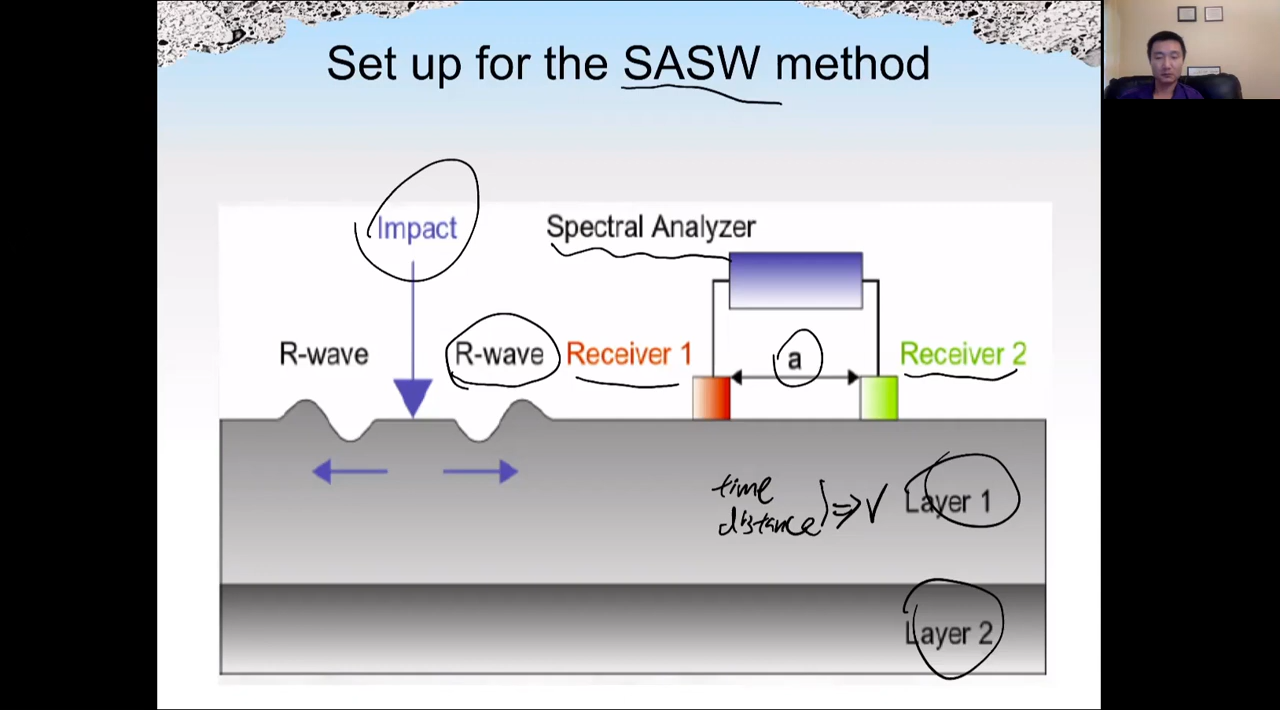 Set up for the SASW method
Impact
Spectral Analyzer
R-wave R-wave Receiver 1 a Receiver 2
time
distance ⇒ V
Layer 1
Layer 2